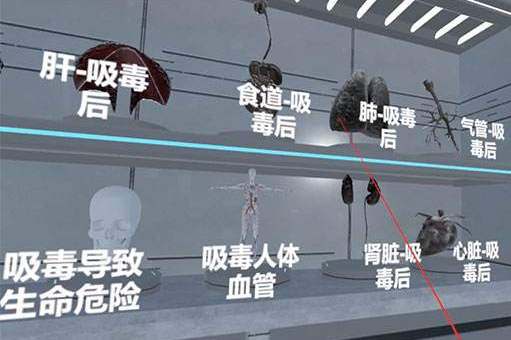 肝-吸毒
后
食道-吸
毒后
肺-吸毒
后
气管-吸
毒后
吸毒导致
生命危险
吸毒人体
血管
肾脏-吸
毒后
心脏-吸
毒后